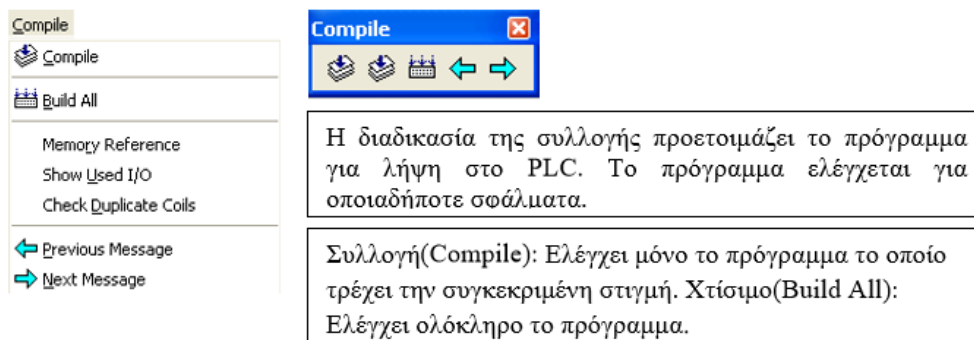 Compile
Compile
Build All
Memory Reference
Show Used I/O
Check Duplicate Coils
Previous Message
Next Message
Compile
Η διαδικασία της συλλογής προετοιμάζει το πρόγραμμα
για λήψη στο PLC. Το πρόγραμμα ελέγχεται για
οποιαδήποτε σφάλματα.
Συλλογή(Compile): Ελέγχει μόνο το πρόγραμμα το οποίο
τρέχει την συγκεκριμένη στιγμή. Χτίσιμο(Build All):
Ελέγχει ολόκληρο το πρόγραμμα.